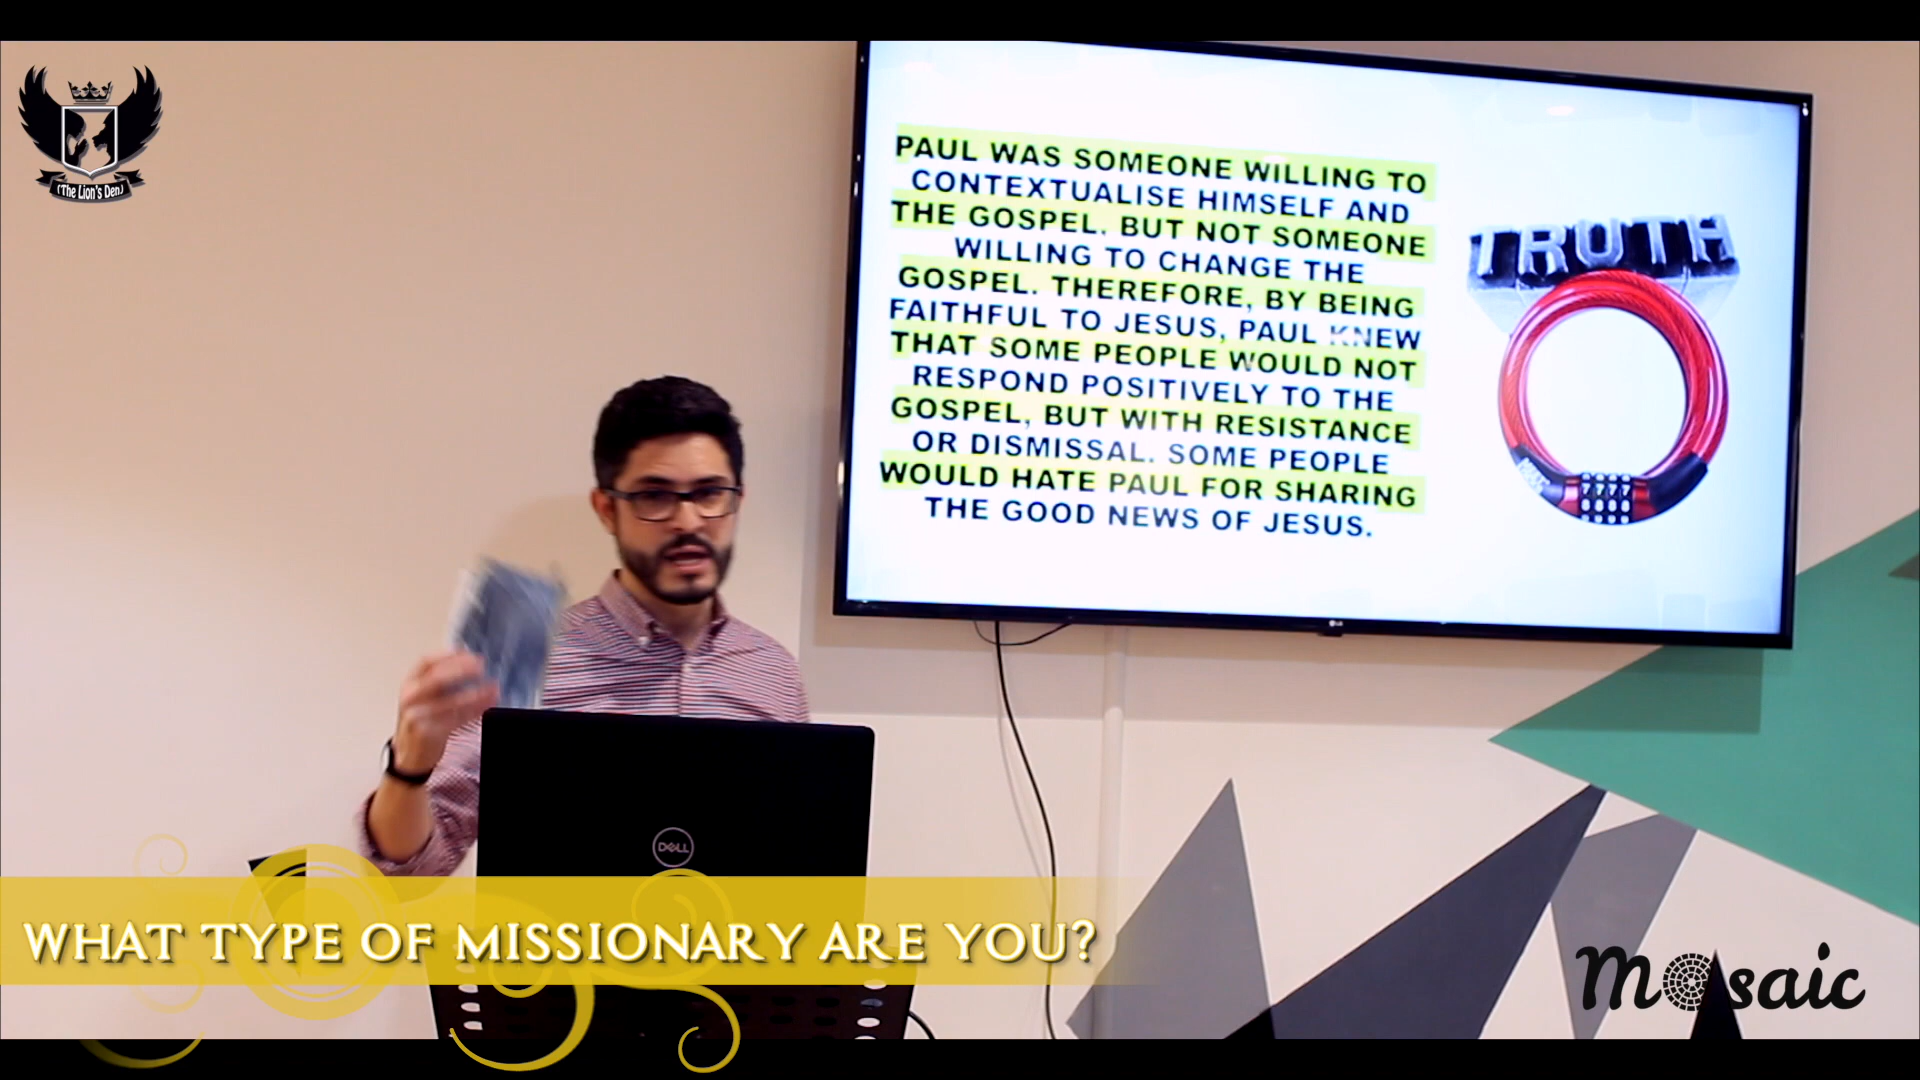 (The Lion's Den)
PAUL WAS SOMEONE WILLING TO
CONTEXTUALISE HIMSELF AND
THE GOSPEL. BUT NOT SOMEONE
WILLING TO CHANGE THE
GOSPEL. THEREFORE, BY BEING
FAITHFUL TO JESUS, PAUL KNEW
THAT SOME PEOPLE WOULD NOT
RESPOND POSITIVELY TO THE
GOSPEL, BUT WITH RESISTANCE
OR DISMISSAL. SOME PEOPLE
WOULD HATE PAUL FOR SHARING
THE GOOD NEWS OF JESUS.
TRUTH
LG
DELL
WHAT TYPE OF MISSIONARY ARE YOU?
Mosaic